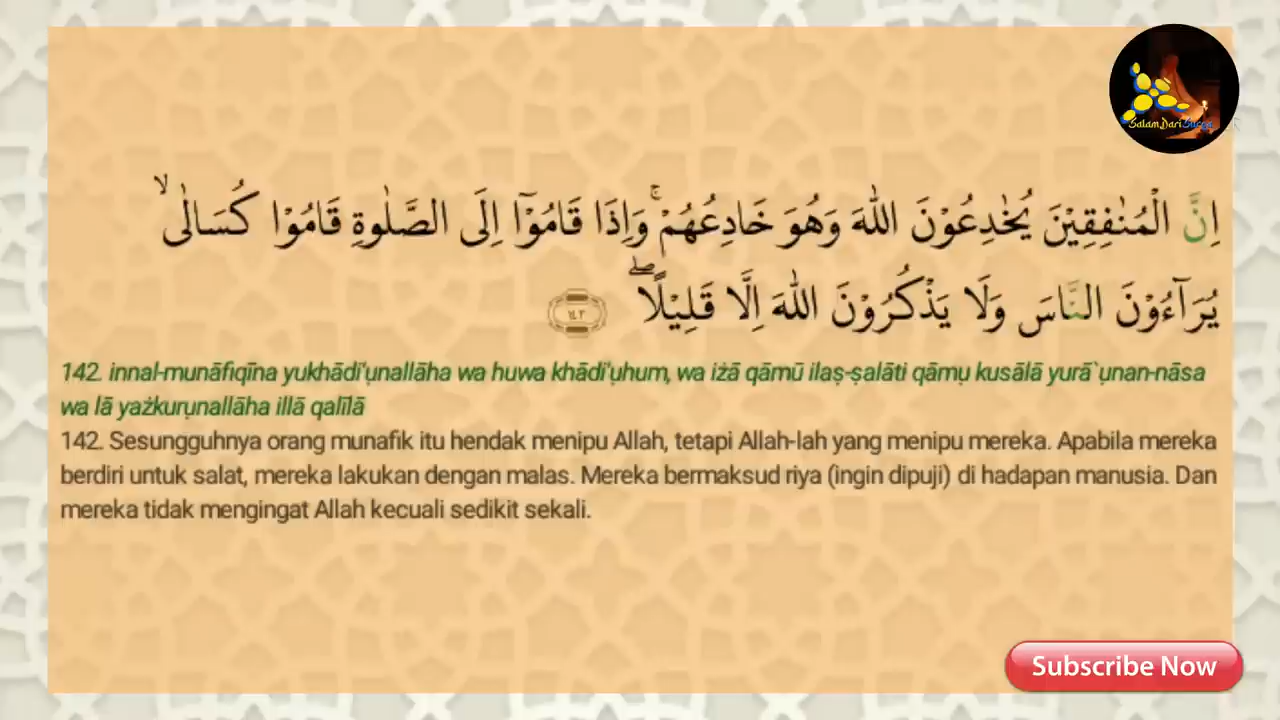 Salam Dari Surga
اِنَّ الْمُنٰفِقِيْنَ يُخٰدِعُوْنَ اللّٰهَ وَهُوَ خَادِعُهُمْۚ وَاِذَا قَامُوْٓا اِلَى الصَّلٰوةِ قَامُوْا كُسَالٰىۙ
يُرَاۤءُوْنَ النَّاسَ وَلَا يَذْكُرُوْنَ اللّٰهَ اِلَّا قَلِيْلًاۖ ١٤٢
142. innal-munāfiqīna yukhādi'ụnallāha wa huwa khādi'uhum, wa iżā qāmū ilaṣ-ṣalāti qāmụ kusālā yurā`ụnan-nāsa
wa lā yażkurụnallāha illā qalīlā
142. Sesungguhnya orang munafik itu hendak menipu Allah, tetapi Allah-lah yang menipu mereka. Apabila mereka
berdiri untuk salat, mereka lakukan dengan malas. Mereka bermaksud riya (ingin dipuji) di hadapan manusia. Dan
mereka tidak mengingat Allah kecuali sedikit sekali.
Subscribe Now